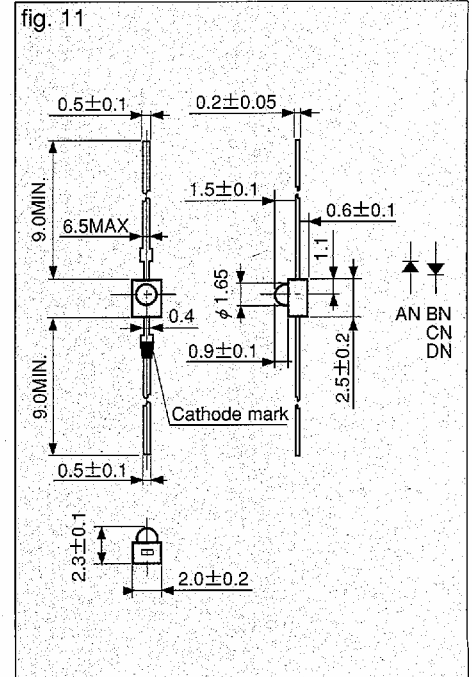 fig. 11
0.5±0.1
0.2±0.05
9.0MIN.
1.5±0.1
6.5MAX
0.6±0.1
1.1
φ 1.65
AN BN
CN
DN
0.4
0.9±0.1
2.5±0.2
9.0MIN.
Cathode mark
0.5±0.1
2.3±0.1
2.0±0.2